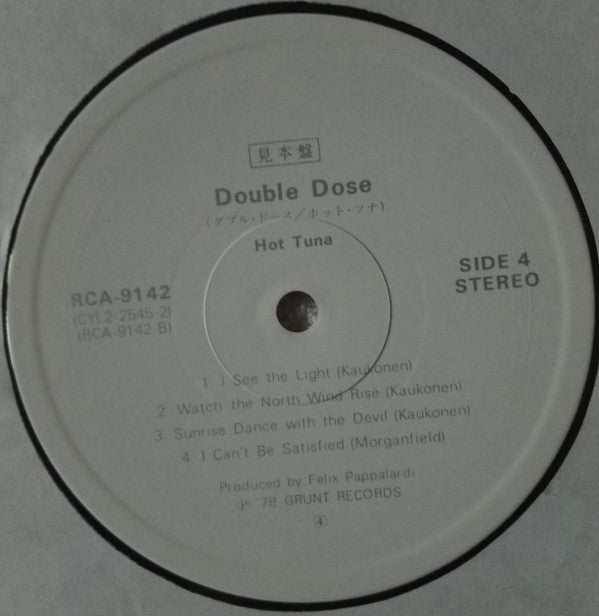 見本盤
Double Dose
(ダブル・ドース／ホット・ツナ)
Hot Tuna
RCA-9142
(CYL2-2545-2)
(RCA-9142-B)
SIDE 4
STEREO
1. I See the Light (Kaukonen)
2 Watch the North Wind Rise (Kaukonen)
3. Sunrise Dance with the Devil (Kaukonen)
4. I Can't Be Satisfied (Morganfield)
Produced by Felix Pappalardi
Ⓟ '78 GRUNT RECORDS
④